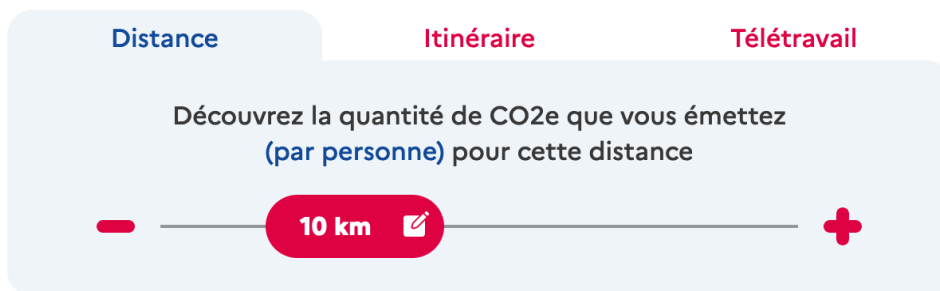 Distance
Itinéraire
Télétravail
Découvrez la quantité de CO2e que vous émettez
(par personne) pour cette distance
10 km